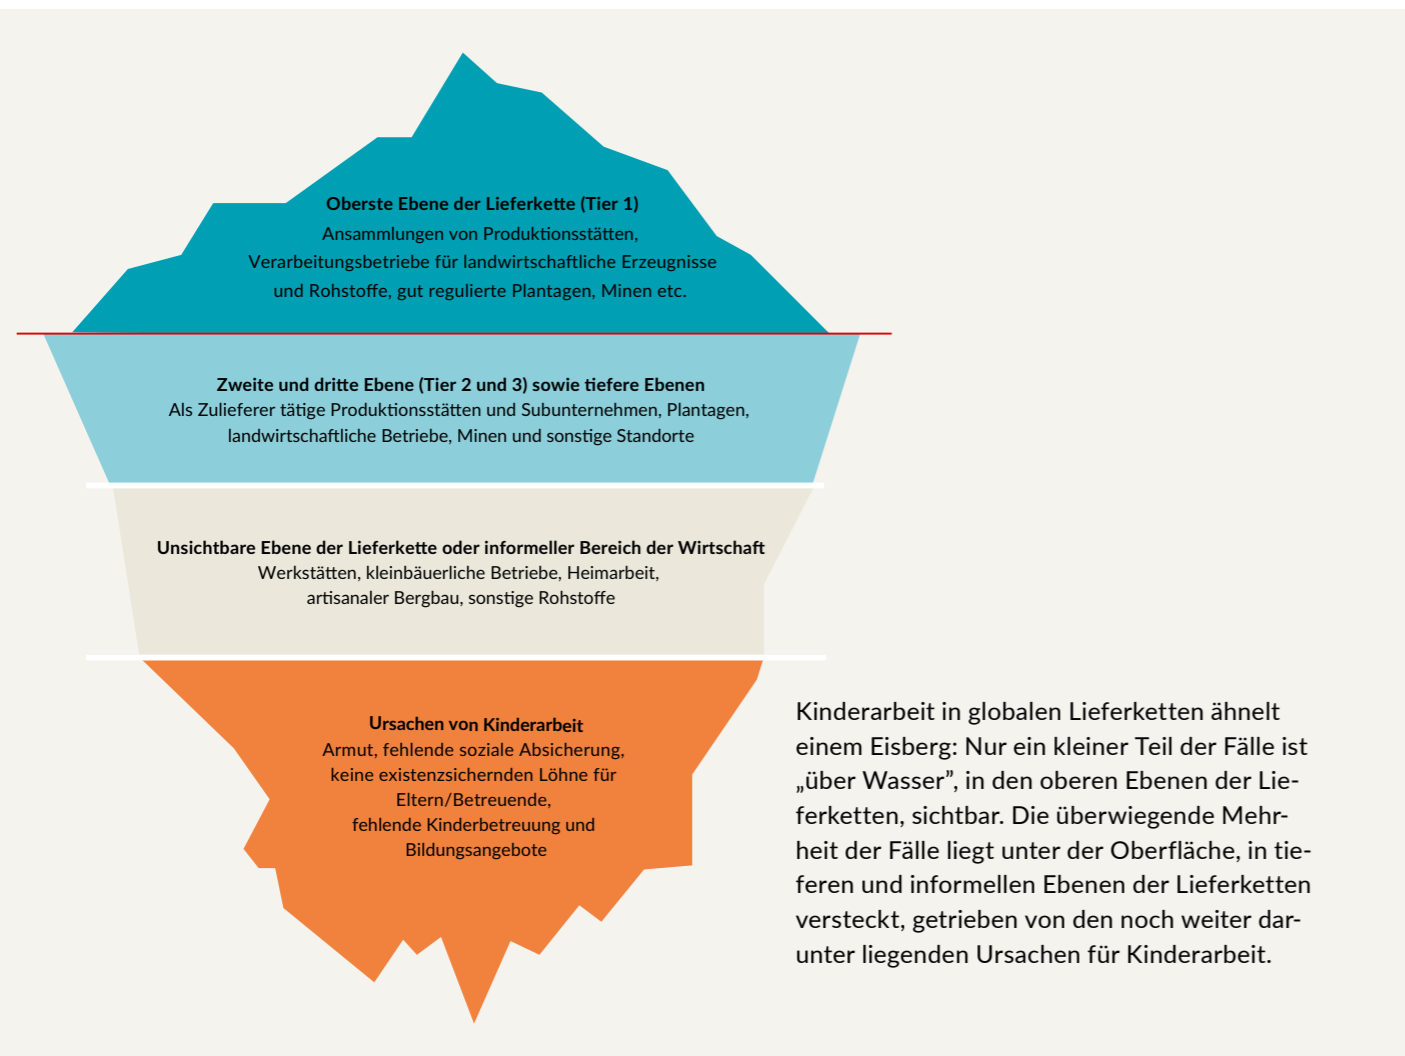 Oberste Ebene der Lieferkette (Tier 1)
Ansammlungen von Produktionsstätten,
Verarbeitungsbetriebe für landwirtschaftliche Erzeugnisse
und Rohstoffe, gut regulierte Plantagen, Minen etc.
Zweite und dritte Ebene (Tier 2 und 3) sowie tiefere Ebenen
Als Zulieferer tätige Produktionsstätten und Subunternehmen, Plantagen,
landwirtschaftliche Betriebe, Minen und sonstige Standorte
Unsichtbare Ebene der Lieferkette oder informeller Bereich der Wirtschaft
Werkstätten, kleinbäuerliche Betriebe, Heimarbeit,
artisanaler Bergbau, sonstige Rohstoffe
Ursachen von Kinderarbeit
Armut, fehlende soziale Absicherung,
keine existenzsichernden Löhne für
Eltern/Betreuende,
fehlende Kinderbetreuung und
Bildungsangebote
Kinderarbeit in globalen Lieferketten ähnelt
einem Eisberg: Nur ein kleiner Teil der Fälle ist
„über Wasser”, in den oberen Ebenen der Lie-
ferketten, sichtbar. Die überwiegende Mehr-
heit der Fälle liegt unter der Oberfläche, in tie-
feren und informellen Ebenen der Lieferketten
versteckt, getrieben von den noch weiter dar-
unter liegenden Ursachen für Kinderarbeit.